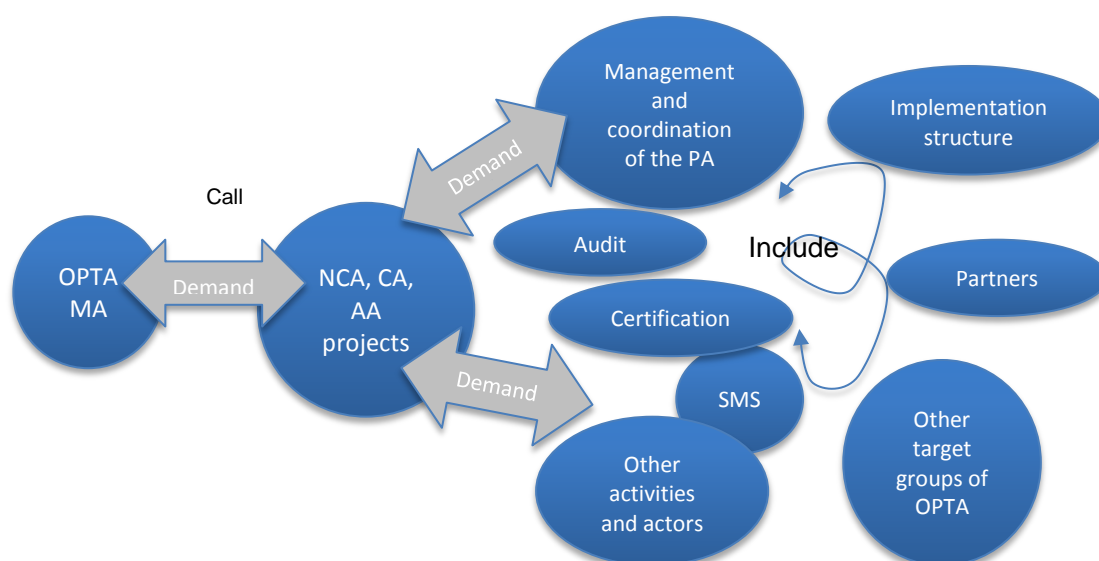 Call
OPTA
MA
Demand
NCA, CA,
AA
projects
Demand
Demand
Management
and
coordination
of the PA
Audit
Certification
SMS
Other
activities
and actors
Include
Implementation
structure
Partners
Other
target
groups of
OPTA